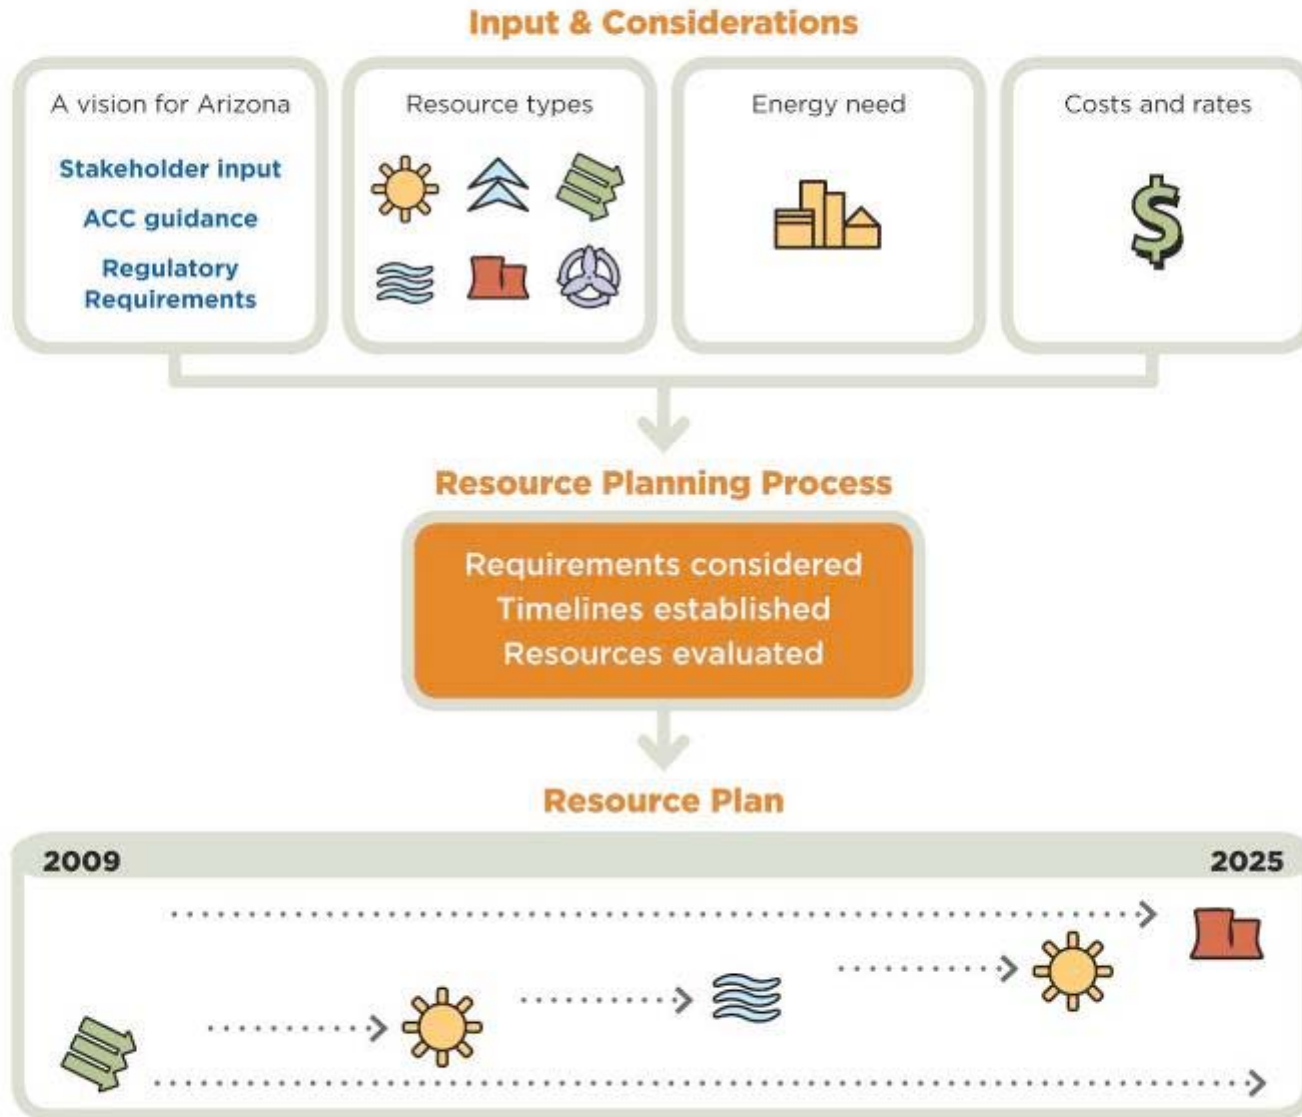 Input & Considerations
A vision for Arizona
Stakeholder input
ACC guidance
Regulatory
Requirements
Resource types
Energy need
Costs and rates
$
Resource Planning Process
Requirements considered
Timelines established
Resources evaluated
Resource Plan
2009
2025